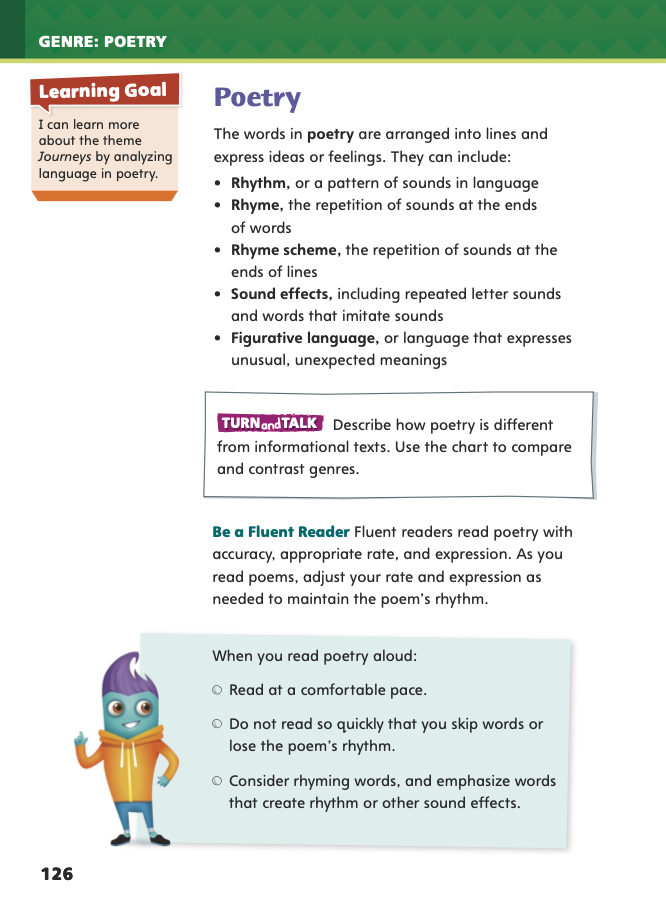 GENRE: POETRY
Learning Goal
I can learn more
about the theme
Journeys by analyzing
language in poetry.
Poetry
The words in poetry are arranged into lines and
express ideas or feelings. They can include:
• Rhythm, or a pattern of sounds in language
• Rhyme, the repetition of sounds at the ends
of words
• Rhyme scheme, the repetition of sounds at the
ends of lines
• Sound effects, including repeated letter sounds
and words that imitate sounds
• Figurative language, or language that expresses
unusual, unexpected meanings
TURN and TALK Describe how poetry is different
from informational texts. Use the chart to compare
and contrast genres.
Be a Fluent Reader Fluent readers read poetry with
accuracy, appropriate rate, and expression. As you
read poems, adjust your rate and expression as
needed to maintain the poem's rhythm.
When you read poetry aloud:
Read at a comfortable pace.
Do not read so quickly that you skip words or
lose the poem's rhythm.
Consider rhyming words, and emphasize words
that create rhythm or other sound effects.
126